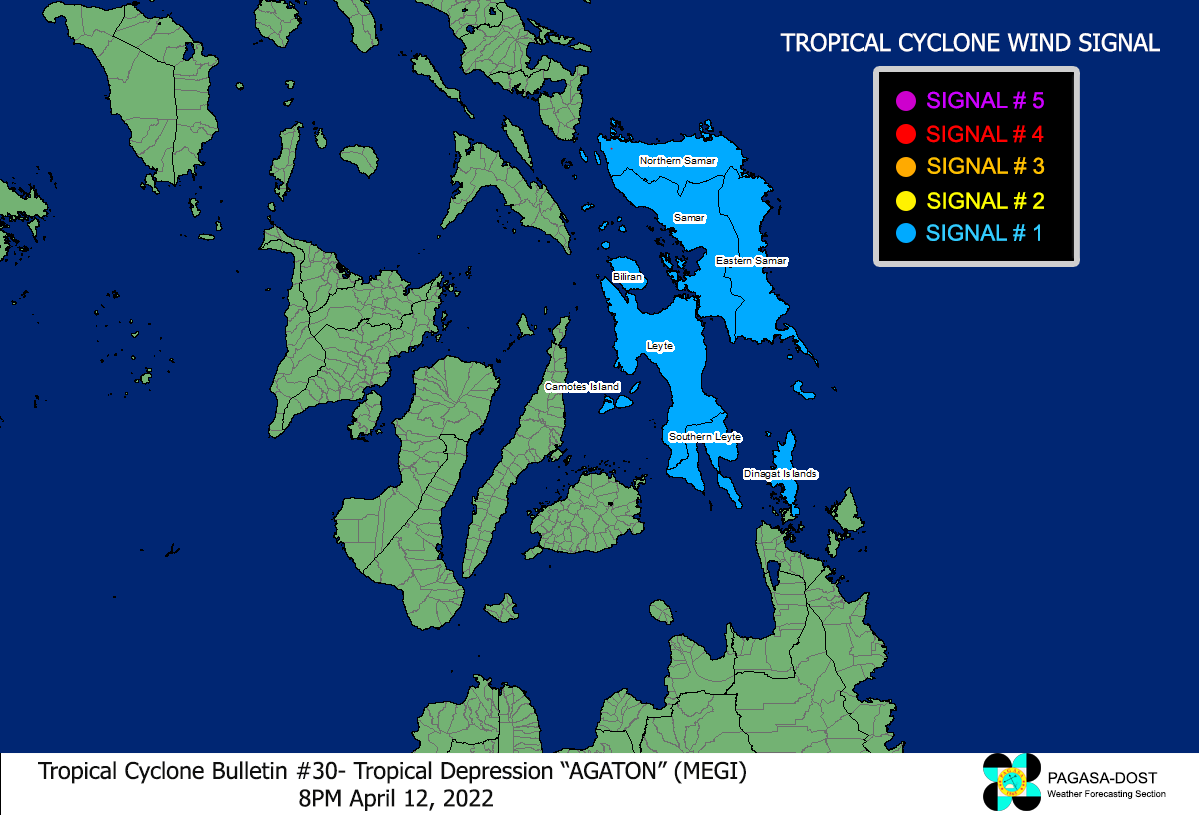 TROPICAL CYCLONE WIND SIGNAL
SIGNAL # 5
SIGNAL # 4
SIGNAL # 3
SIGNAL # 2
SIGNAL # 1
Northern Samar
Samar
Eastern Samar
Biliran
Leyte
Camotes Island
Southern Leyte
Dinagat Islands
Tropical Cyclone Bulletin #30- Tropical Depression “AGATON” (MEGI)
8PM April 12, 2022
PAGASA-DOST
Weather Forecasting Section